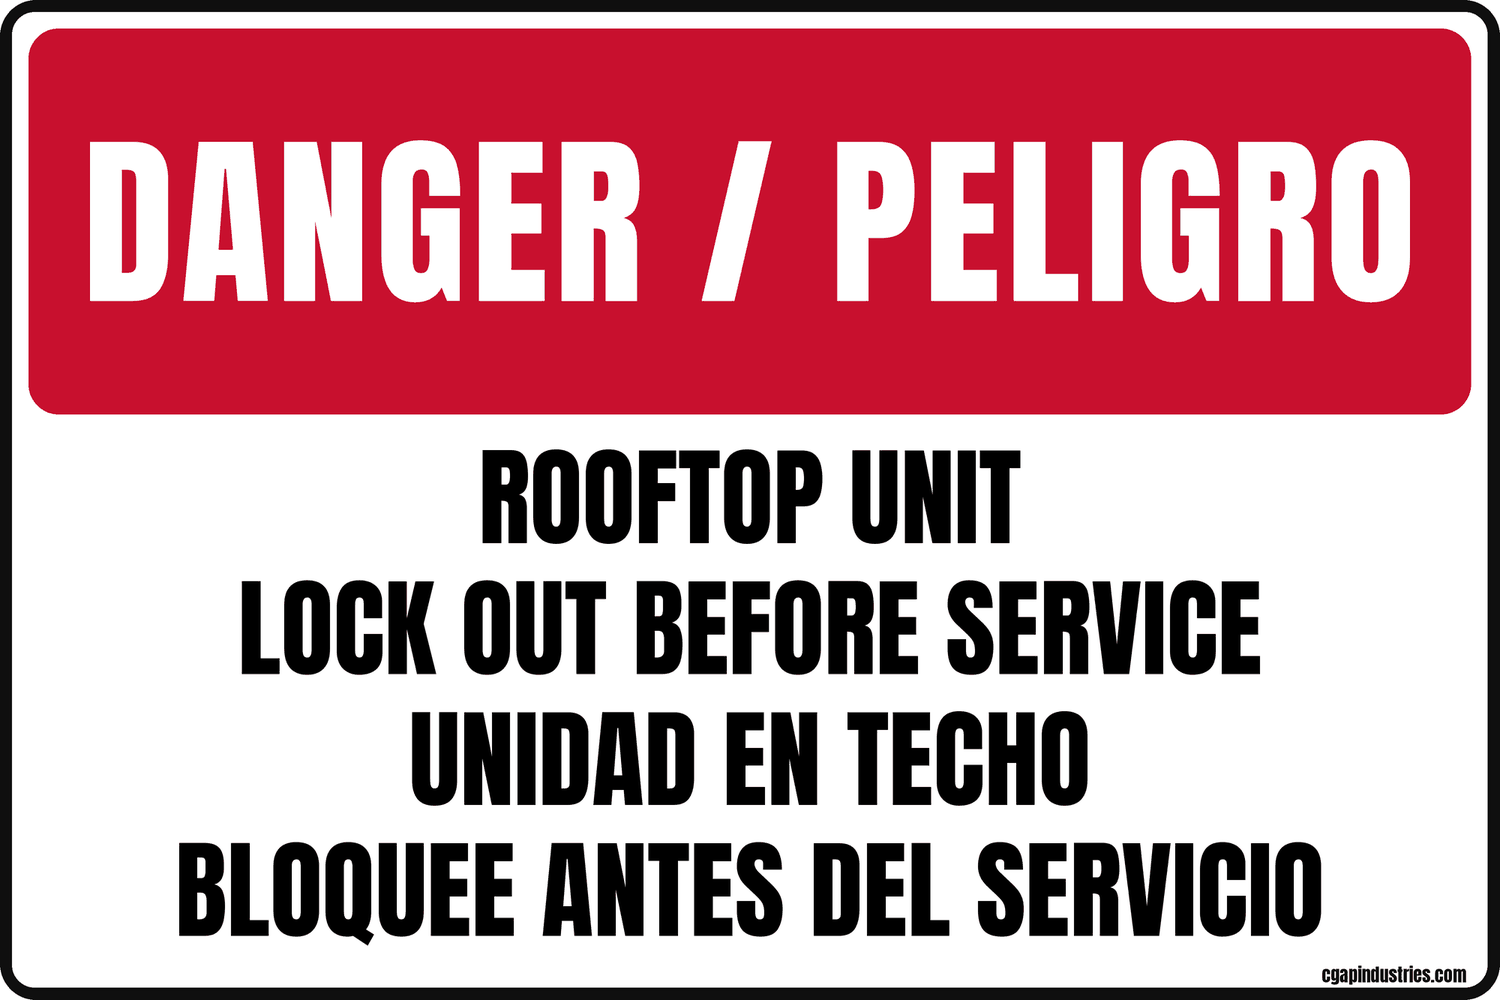 DANGER / PELIGRO
ROOFTOP UNIT
LOCK OUT BEFORE SERVICE
UNIDAD EN TECHO
BLOQUEE ANTES DEL SERVICIO
cgapindustries.com